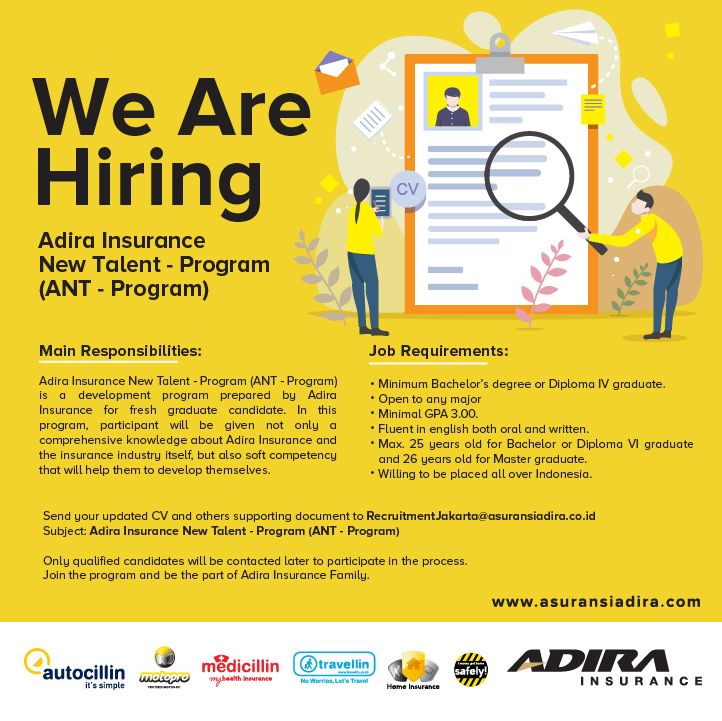 We Are
Hiring
Adira Insurance
New Talent - Program
(ANT - Program)
CV
Main Responsibilities:
Adira Insurance New Talent - Program (ANT - Program)
is a development program prepared by Adira
Insurance for fresh graduate candidate. In this
program, participant will be given not only a
comprehensive knowledge about Adira Insurance and
the insurance industry itself, but also soft competency
that will help them to develop themselves.
Job Requirements:
• Minimum Bachelor's degree or Diploma IV graduate.
• Open to any major
• Minimal GPA 3.00.
• Fluent in english both oral and written.
• Max. 25 years old for Bachelor or Diploma VI graduate
and 26 years old for Master graduate.
• Willing to be placed all over Indonesia.
Send your updated CV and others supporting document to RecruitmentJakarta@asuransiadira.co.id
Subject: Adira Insurance New Talent - Program (ANT - Program)
Only qualified candidates will be contacted later to participate in the process.
Join the program and be the part of Adira Insurance Family.
www.asuransiadira.com
autocillin
it's simple
motopro
medicillin
my health insurance
travellin
www.travellin.co.id
No Worries, Let's Travel
Home Insurance
I wanna get home
safely!
ADIRA
INSURANCE